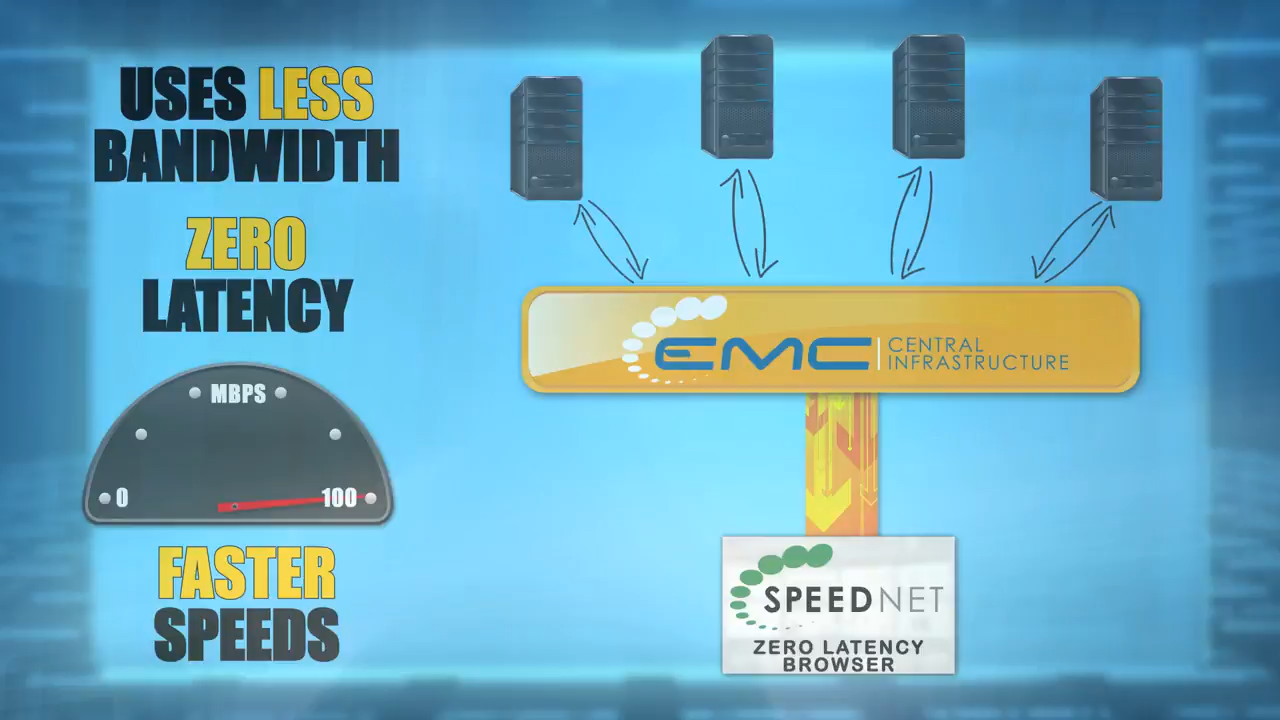 USES LESS
BANDWIDTH
ZERO
LATENCY
MBPS
0
100
FASTER
SPEEDS
EMC
CENTRAL
INFRASTRUCTURE
SPEEDNET
ZERO LATENCY
BROWSER